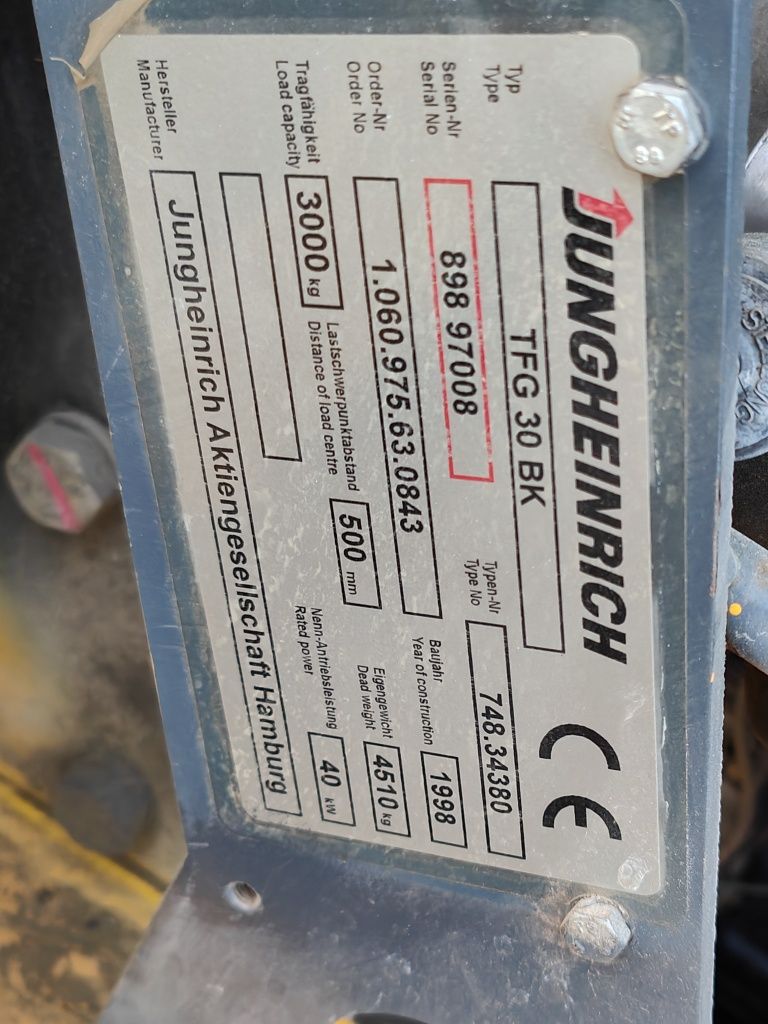 JUNGHEINRICH
CE
Typ
Type
TFG 30 BK
Serien-Nr
Serial No
898 97008
Typen-Nr
Type No
748.34380
Order-Nr
Order No
1.060.975.63.0843
Baujahr
Year of construction
1998
Tragfähigkeit
Load capacity
3000 kg
Lastschwerpunktabstand
Distance of load centre
500 mm
Eigengewicht
Dead weight
4510 kg
Nenn-Antriebsleistung
Rated power
40 kW
Hersteller
Manufacturer
Jungheinrich Aktiengesellschaft Hamburg